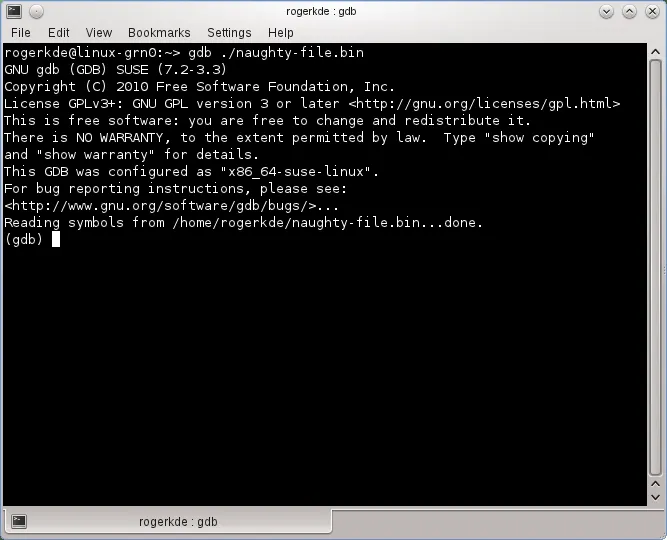 rogerkde : gdb
File Edit View Bookmarks Settings Help
rogerkde@linux-grn0:~> gdb ./naughty-file.bin
GNU gdb (GDB) SUSE (7.2-3.3)
Copyright (C) 2010 Free Software Foundation, Inc.
License GPLv3+: GNU GPL version 3 or later <http://gnu.org/licenses/gpl.html>
This is free software: you are free to change and redistribute it.
There is NO WARRANTY, to the extent permitted by law.  Type "show copying"
and "show warranty" for details.
This GDB was configured as "x86_64-suse-linux".
For bug reporting instructions, please see:
<http://www.gnu.org/software/gdb/bugs/>...
Reading symbols from /home/rogerkde/naughty-file.bin...done.
(gdb)
rogerkde : gdb